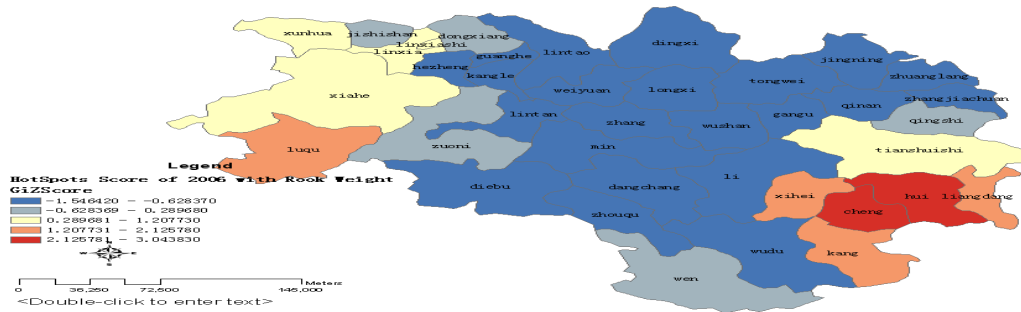 dingxi
xunhua
jishishan
dongxiang
linxiashi
linxia
guanghe
lintao
jingning
hezheng
kangle
tongwei
zhuanglang
xiahe
weiyuan
longxi
zhangjiachuan
qinan
lintan
zhang
wushan
gangu
qingshi
luqu
zuoni
min
tianshuishi
Legend
HotSpots Score of 2006 with Rook Weight
GiZScore
-1.546420 - -0.628370
-0.628369 - 0.289680
0.289681 - 1.207730
1.207731 - 2.125780
2.125781 - 3.043830
diebu
dangchang
li
xihei
hui
liangdang
zhouqu
cheng
wudu
kang
wen
N
W E
S
Meters
0 36,250 72,500 145,000
<Double-click to enter text>